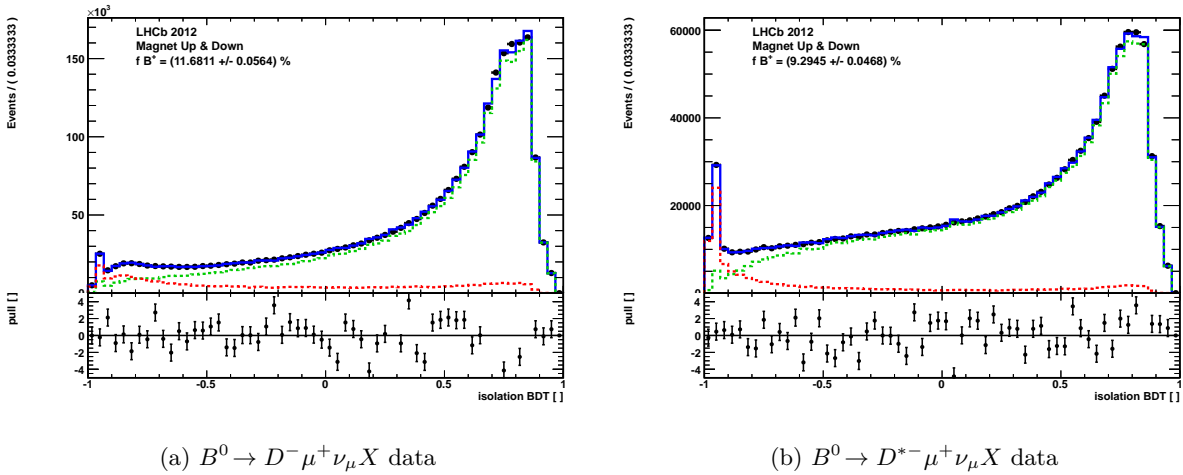 ×10³
LHCb 2012
Magnet Up & Down
f B⁺ = (11.6811 +/- 0.0564) %
Events / ( 0.0333333 )
150
100
50
0
pull [ ]
4
2
0
-2
-4
-1
-0.5
0
0.5
1
isolation BDT [ ]
(a) B⁰ → D⁻μ⁺ν_μX data
LHCb 2012
Magnet Up & Down
f B⁺ = (9.2945 +/- 0.0468) %
Events / ( 0.0333333 )
60000
40000
20000
0
pull [ ]
4
2
0
-2
-4
-1
-0.5
0
0.5
1
isolation BDT [ ]
(b) B⁰ → D*⁻μ⁺ν_μX data